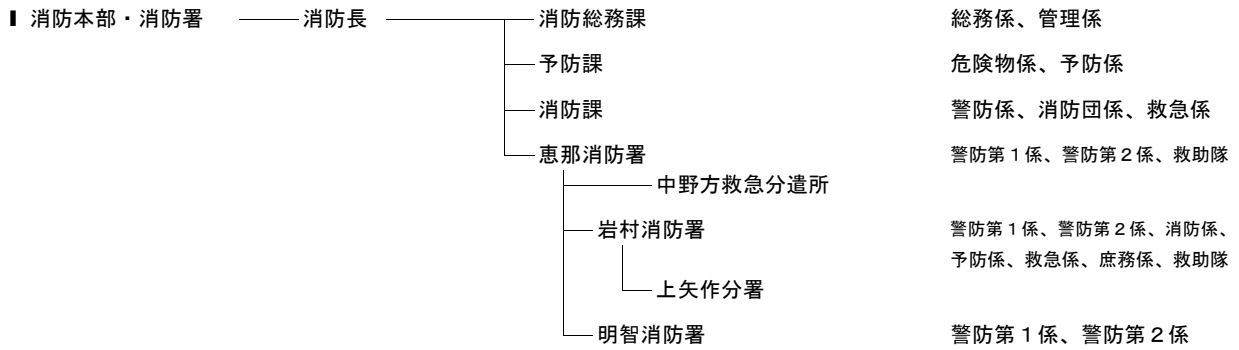 消防本部・消防署 消防長 消防総務課 総務係、管理係
予防課 危険物係、予防係
消防課 警防係、消防団係、救急係
恵那消防署 警防第１係、警防第２係、救助隊
中野方救急分遣所
岩村消防署 警防第１係、警防第２係、消防係、
予防係、救急係、庶務係、救助隊
上矢作分署
明智消防署 警防第１係、警防第２係